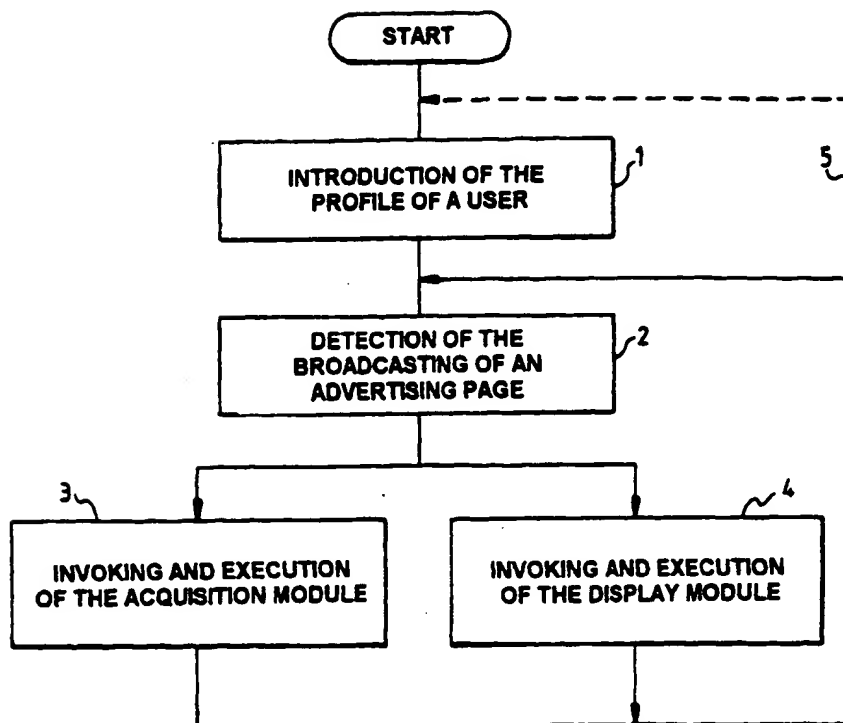 START
5
1
INTRODUCTION OF THE
PROFILE OF A USER
2
DETECTION OF THE
BROADCASTING OF AN
ADVERTISING PAGE
3
4
INVOKING AND EXECUTION
OF THE ACQUISITION MODULE
INVOKING AND EXECUTION
OF THE DISPLAY MODULE